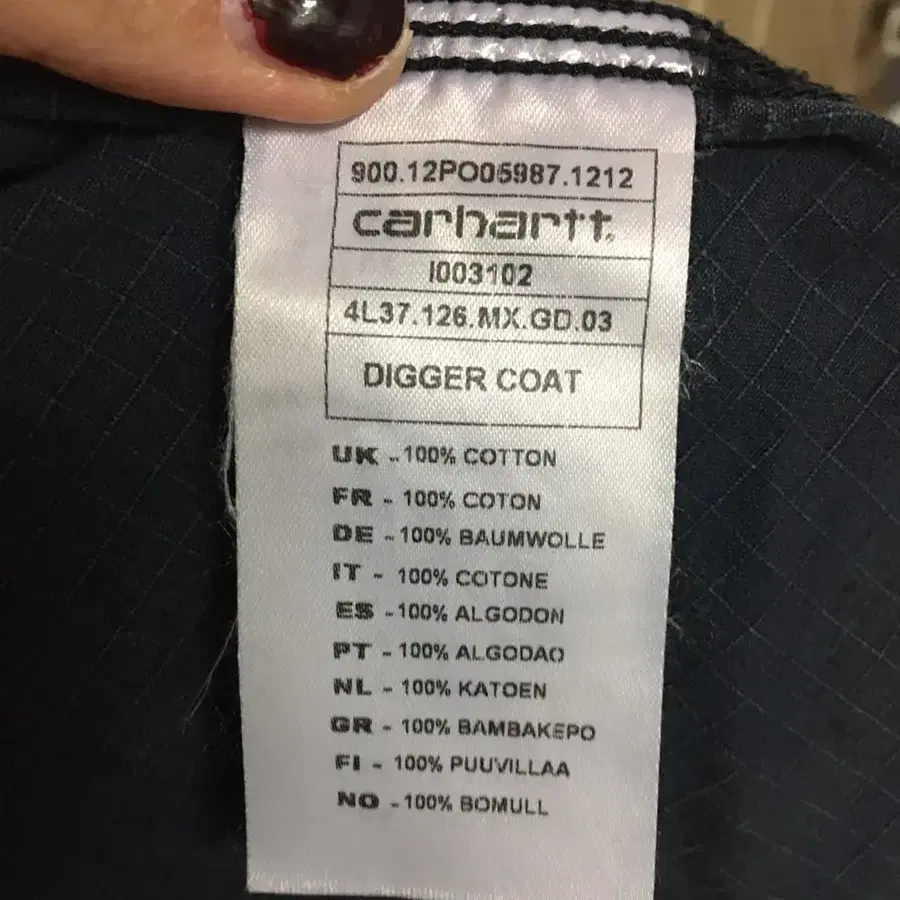 900.12PO05987.1212
carhartt.
I003102
4L37.126.MX.GD.03
DIGGER COAT
UK - 100% COTTON
FR - 100% COTON
DE - 100% BAUMWOLLE
IT - 100% COTONE
ES - 100% ALGODON
PT - 100% ALGODAO
NL - 100% KATOEN
GR - 100% BAMBAKEPO
FI - 100% PUUVILLAA
NO - 100% BOMULL